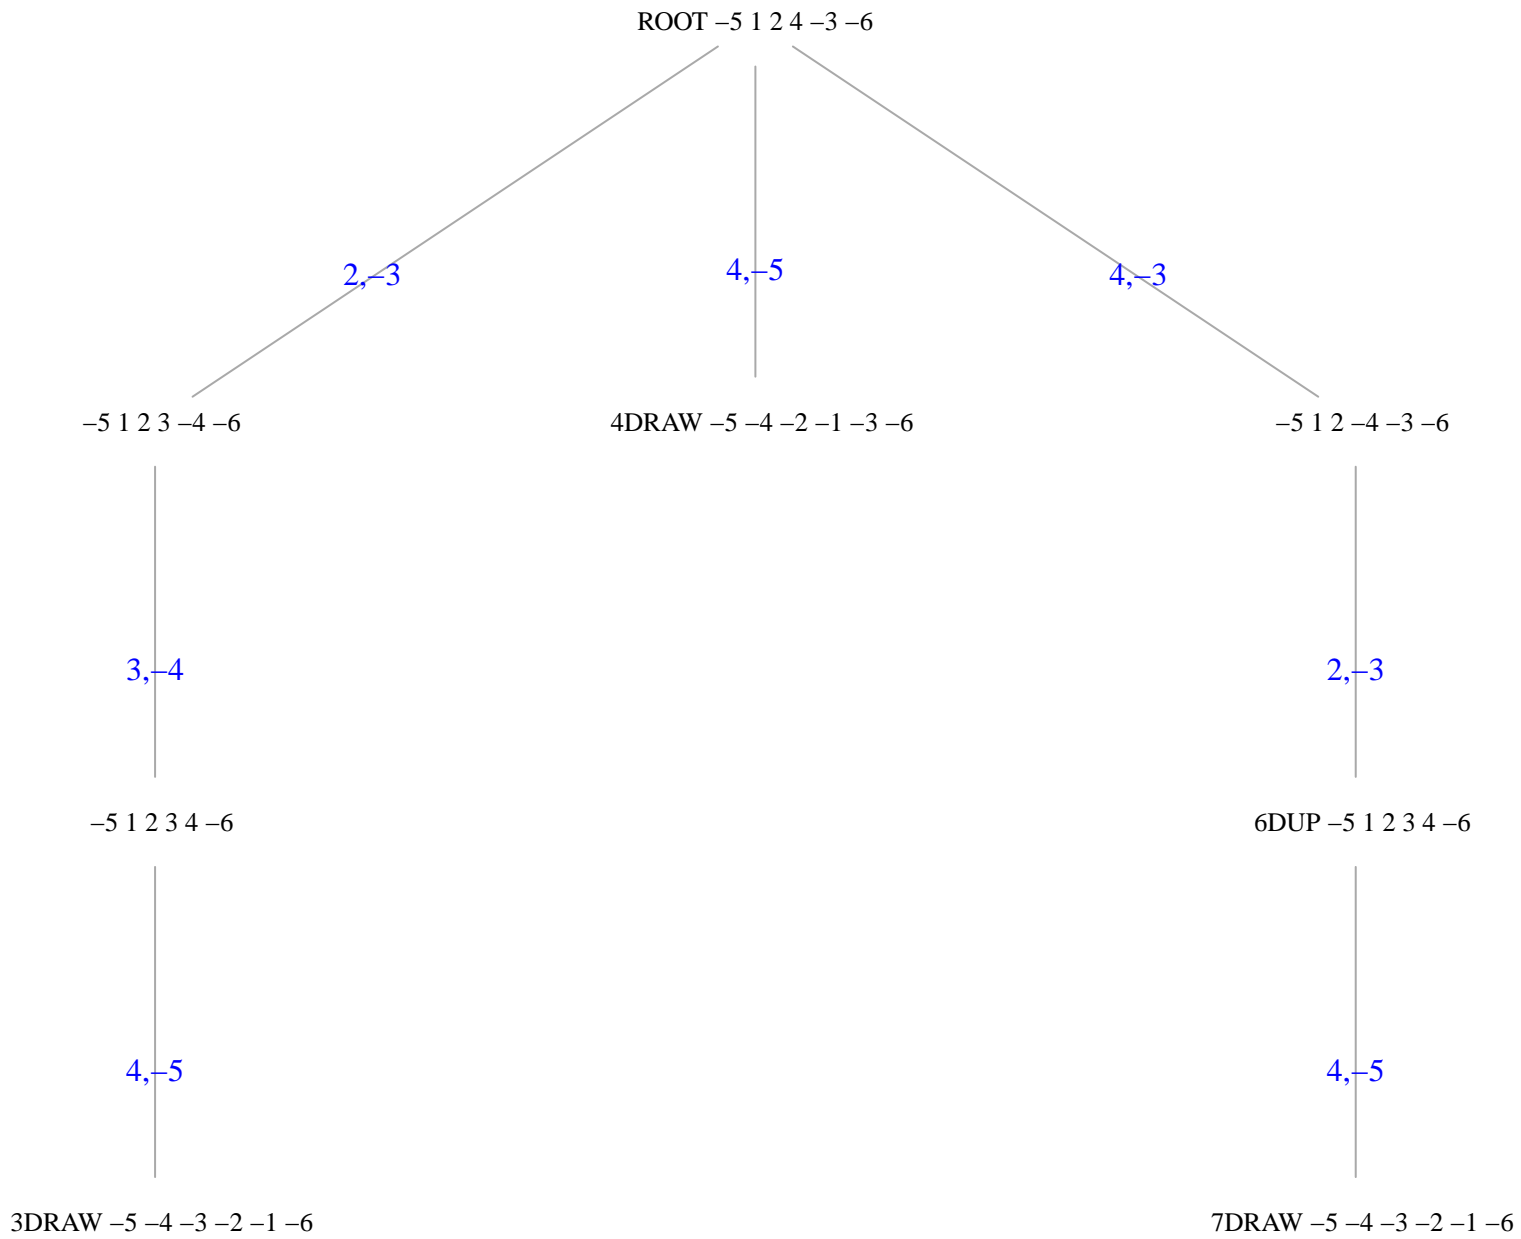 ROOT –5 1 2 4 –3 –6
2,–3
4,–5
4,–3
–5 1 2 3 –4 –6
4DRAW –5 –4 –2 –1 –3 –6
–5 1 2 –4 –3 –6
3,–4
2,–3
–5 1 2 3 4 –6
6DUP –5 1 2 3 4 –6
4,–5
4,–5
3DRAW –5 –4 –3 –2 –1 –6
7DRAW –5 –4 –3 –2 –1 –6